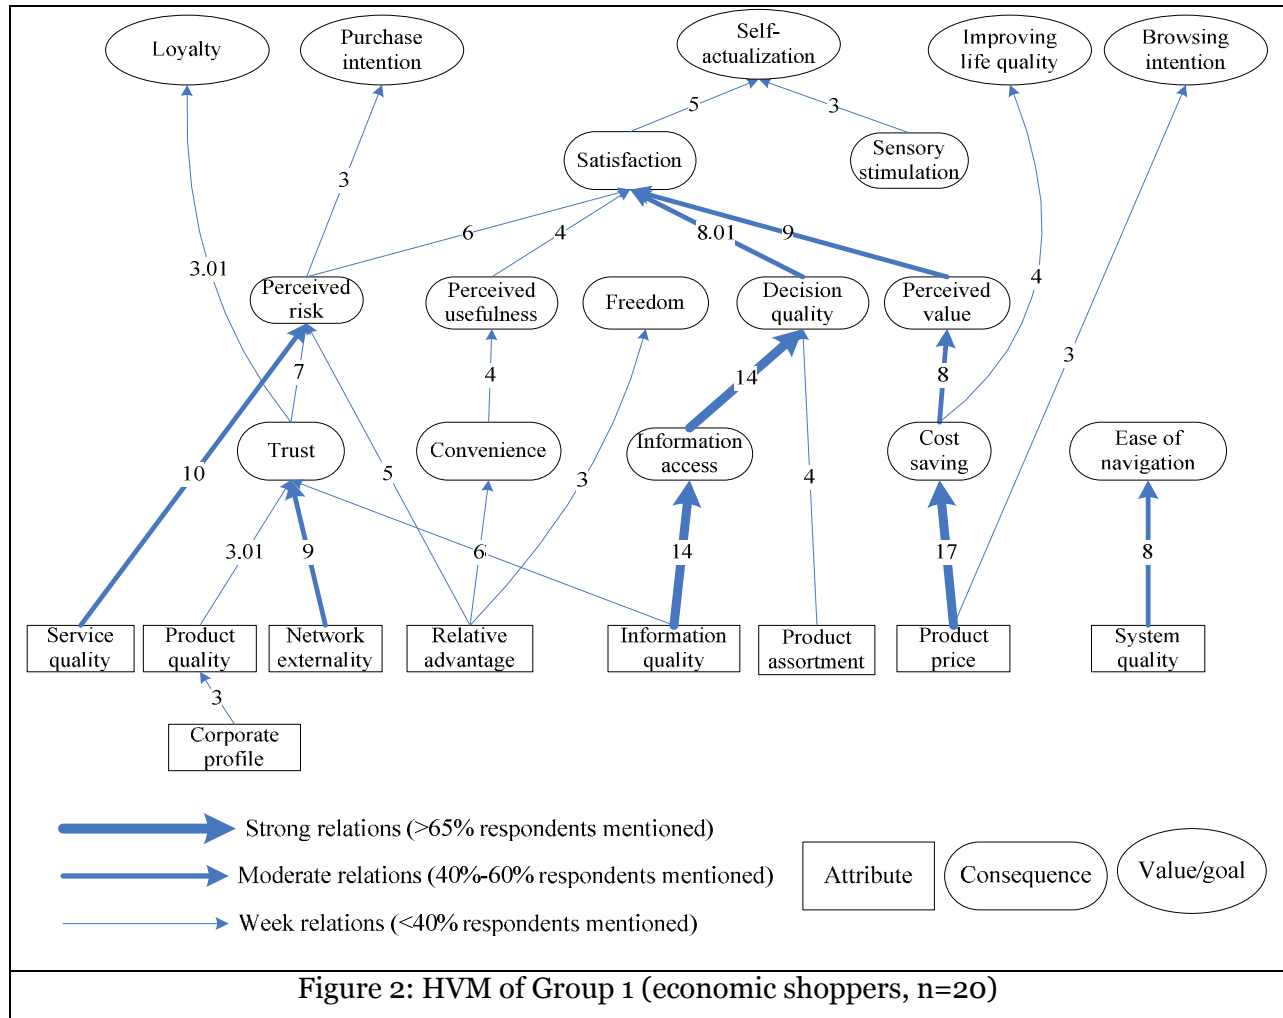 Loyalty
Purchase
intention
Self-
actualization
Improving
life quality
Browsing
intention
5
3
Satisfaction
Sensory
stimulation
3
6
4
8.01
9
3.01
4
Perceived
risk
Perceived
usefulness
Freedom
Decision
quality
Perceived
value
3
7
4
14
8
Trust
Convenience
Information
access
Cost
saving
Ease of
navigation
10
5
3
4
3.01
9
6
14
17
8
Service
quality
Product
quality
Network
externality
Relative
advantage
Information
quality
Product
assortment
Product
price
System
quality
3
Corporate
profile
Strong relations (>65% respondents mentioned)
Moderate relations (40%-60% respondents mentioned)
Week relations (<40% respondents mentioned)
Attribute
Consequence
Value/goal
Figure 2: HVM of Group 1 (economic shoppers, n=20)